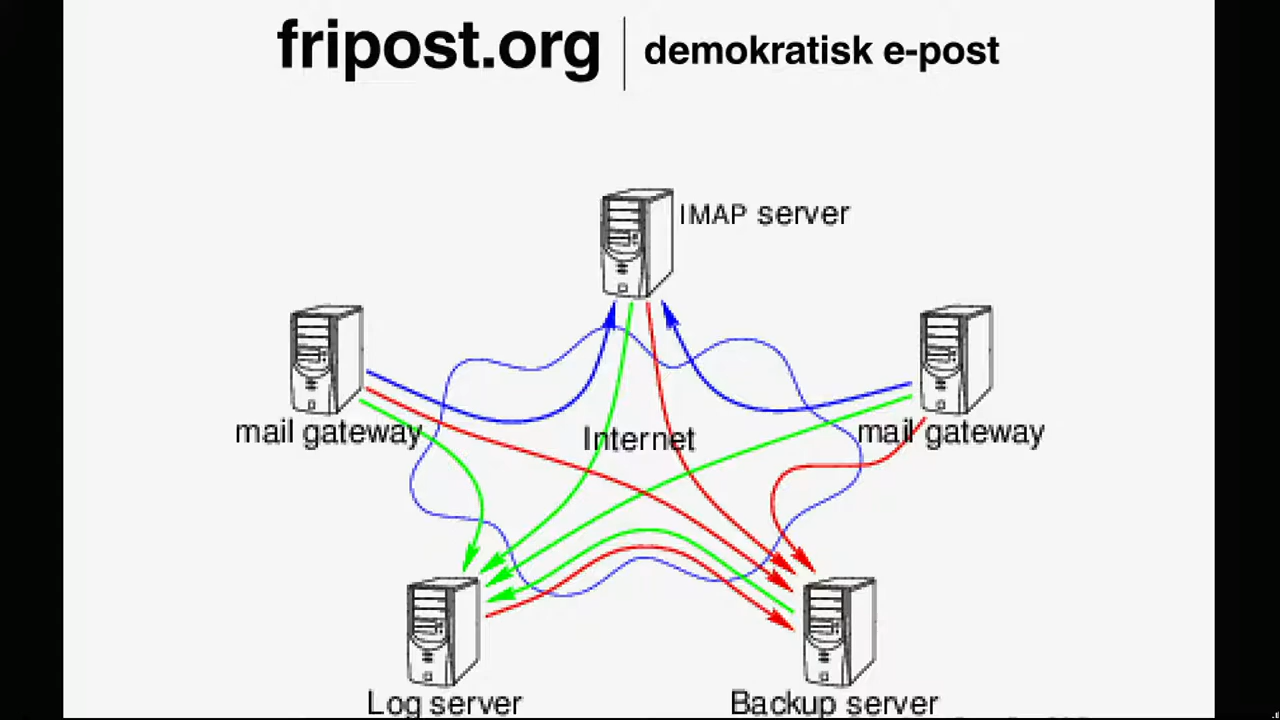 fripost.org | demokratisk e-post
IMAP server
mail gateway
Internet
mail gateway
Log server
Backup server